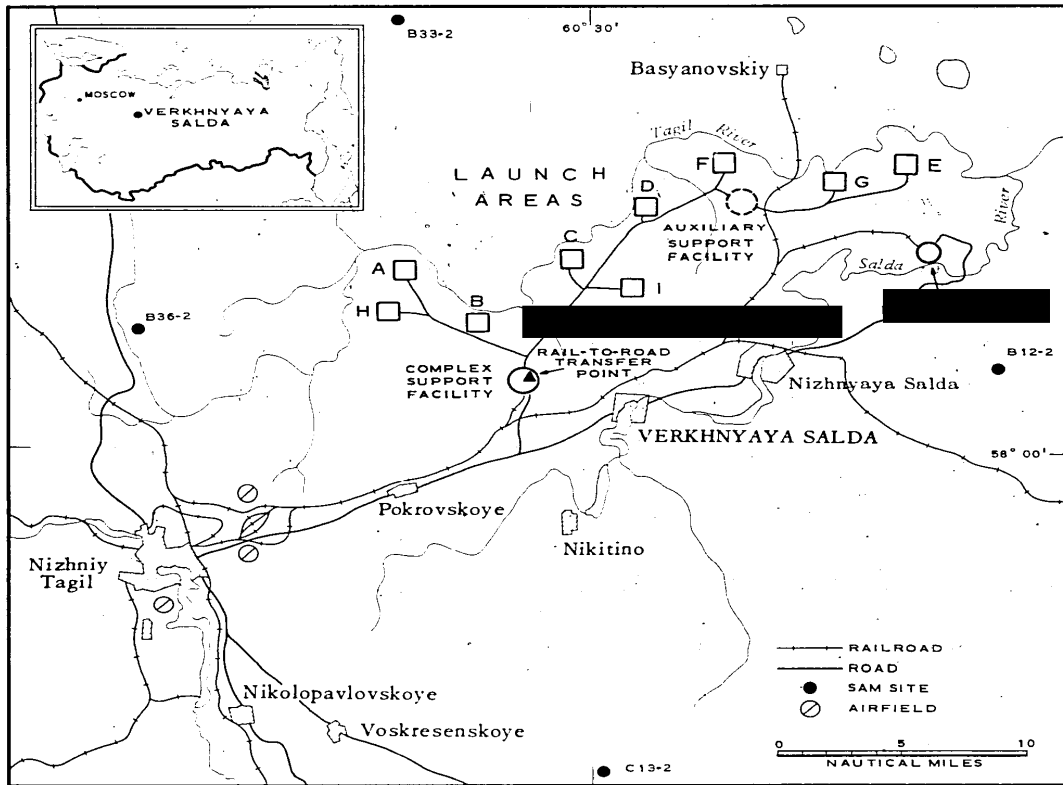 B33-2
60° 30'
MOSCOW
VERKHNYAYA
SALDA
Basyanovskiy
Tagil River
LAUNCH
AREAS
F
E
G
D
AUXILIARY
SUPPORT
FACILITY
River
Salda
C
A
I
H
B
B36-2
RAIL-TO-ROAD
TRANSFER
POINT
COMPLEX
SUPPORT
FACILITY
B12-2
Nizhnyaya Salda
VERKHNYAYA SALDA
58° 00'
Pokrovskoye
Nikitino
Nizhniy
Tagil
RAILROAD
ROAD
SAM SITE
AIRFIELD
Nikolopavlovskoye
Voskresenskoye
0 5 10
NAUTICAL MILES
C13-2